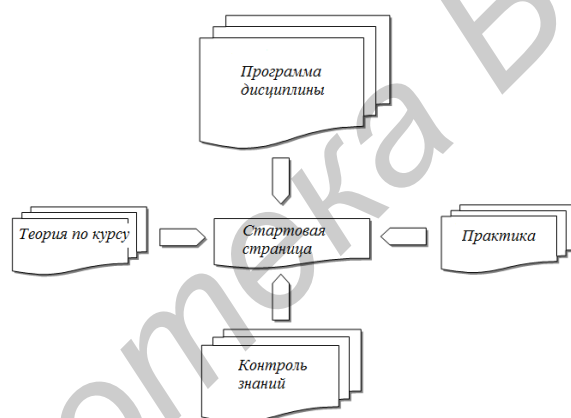 Программа
дисциплины
Теория по курсу
Стартовая
страница
Практика
Контроль
знаний